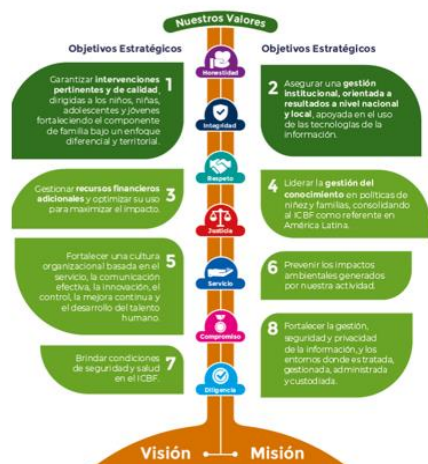 Nuestros Valores
Objetivos Estratégicos
Objetivos Estratégicos
Honestidad
1
Garantizar intervenciones
pertinentes y de calidad,
dirigidas a los niños, niñas,
adolescentes y jóvenes
fortaleciendo el componente
de familia bajo un enfoque
diferencial y territorial.
2
Asegurar una gestión
institucional, orientada a
resultados a nivel nacional
y local, apoyada en el uso
de las tecnologías de la
información.
Integridad
Respeto
3
Gestionar recursos financieros
adicionales y optimizar su
uso para maximizar el impacto.
4
Liderar la gestión del
conocimiento en políticas de
niñez y familias, consolidando
al ICBF como referente en
América Latina.
Justicia
5
Fortalecer una cultura
organizacional basada en el
servicio, la comunicación
efectiva, la innovación, el
control, la mejora continua y
el desarrollo del talento
humano.
6
Prevenir los impactos
ambientales generados
por nuestra actividad.
Servicio
Compromiso
7
Brindar condiciones
de seguridad y salud
en el ICBF.
8
Fortalecer la gestión,
seguridad y privacidad
de la información, y los
entornos donde es tratada,
gestionada, administrada
y custodiada.
Diligencia
Visión
Misión